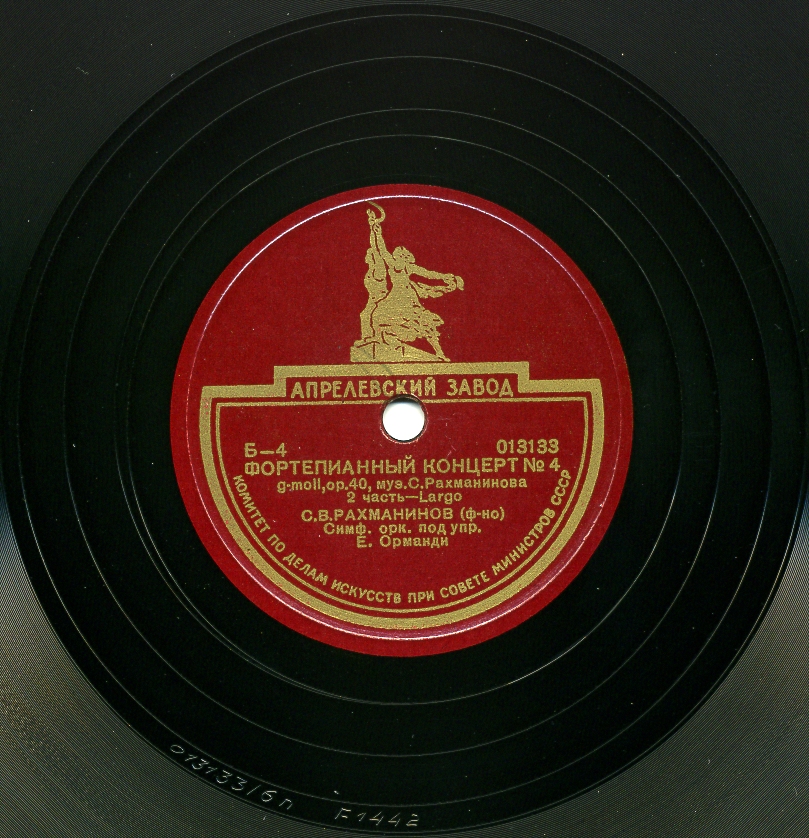 АПРЕЛЕВСКИЙ ЗАВОД
Б–4 013133
ФОРТЕПИАННЫЙ КОНЦЕРТ № 4
g-moll, op. 40, муз. С. Рахманинова
2 часть—Largo
С. В. РАХМАНИНОВ (ф-но)
Симф. орк. под упр.
Е. Орманди
КОМИТЕТ ПО ДЕЛАМ ИСКУССТВ ПРИ СОВЕТЕ МИНИСТРОВ СССР
013133/6п F1442